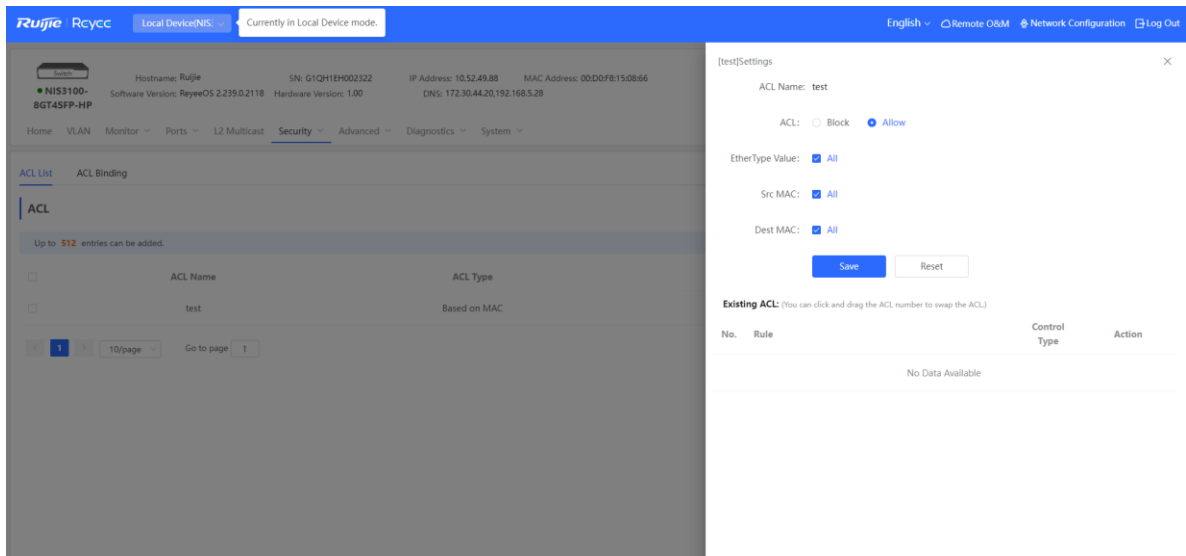 Ruijie Rcycc Local Device(NIS: Currently in Local Device mode. English Remote O&M Network Configuration Log Out
Switch
NIS3100-8GT4SFP-HP
Hostname: Ruijie SN: G1QH1EH002322 IP Address: 10.52.49.88 MAC Address: 00:D0:F8:15:08:66
Software Version: ReyeeOS 2.239.0.2118 Hardware Version: 1.00 DNS: 172.30.44.20,192.168.5.28
Home VLAN Monitor Ports L2 Multicast Security Advanced Diagnostics System
ACL List ACL Binding
ACL
Up to 512 entries can be added.
ACL Name ACL Type
test Based on MAC
1 10/page Go to page 1
[test]Settings
ACL Name: test
ACL: Block Allow
EtherType Value: All
Src MAC: All
Dest MAC: All
Save Reset
Existing ACL: (You can click and drag the ACL number to swap the ACL.)
No. Rule Control Type Action
No Data Available